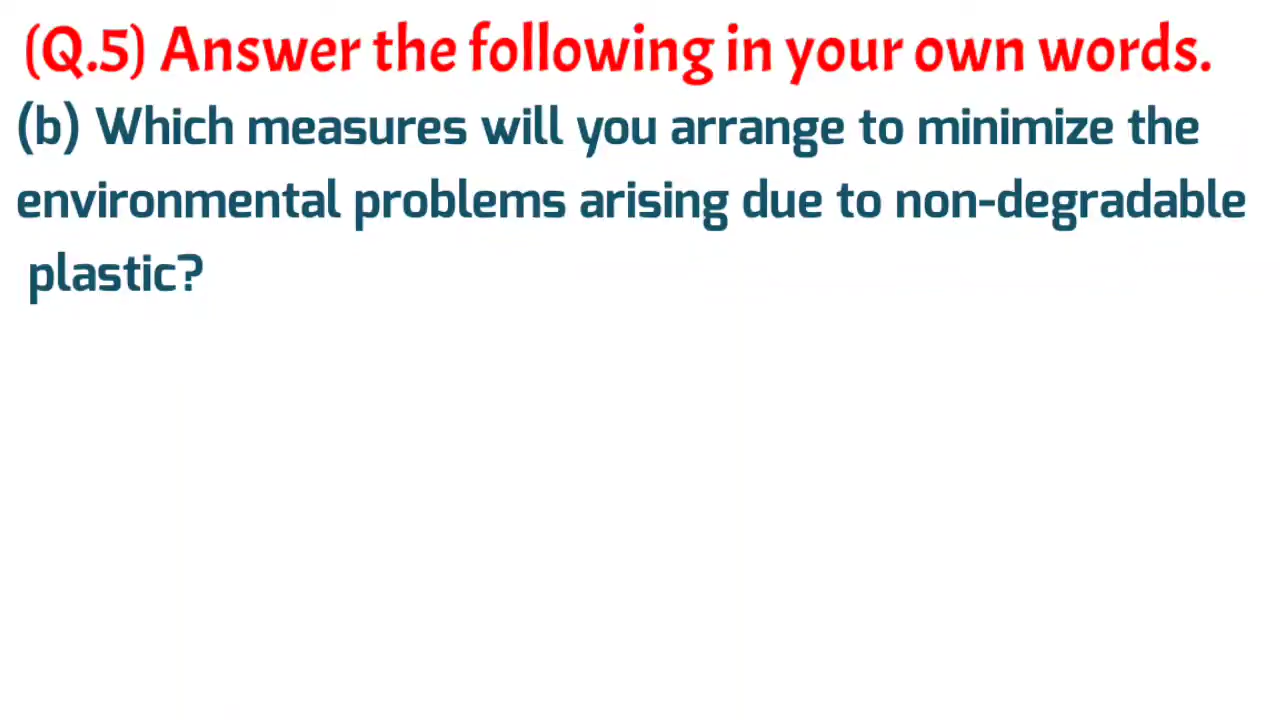 (Q.5) Answer the following in your own words.
(b) Which measures will you arrange to minimize the
environmental problems arising due to non-degradable
plastic?